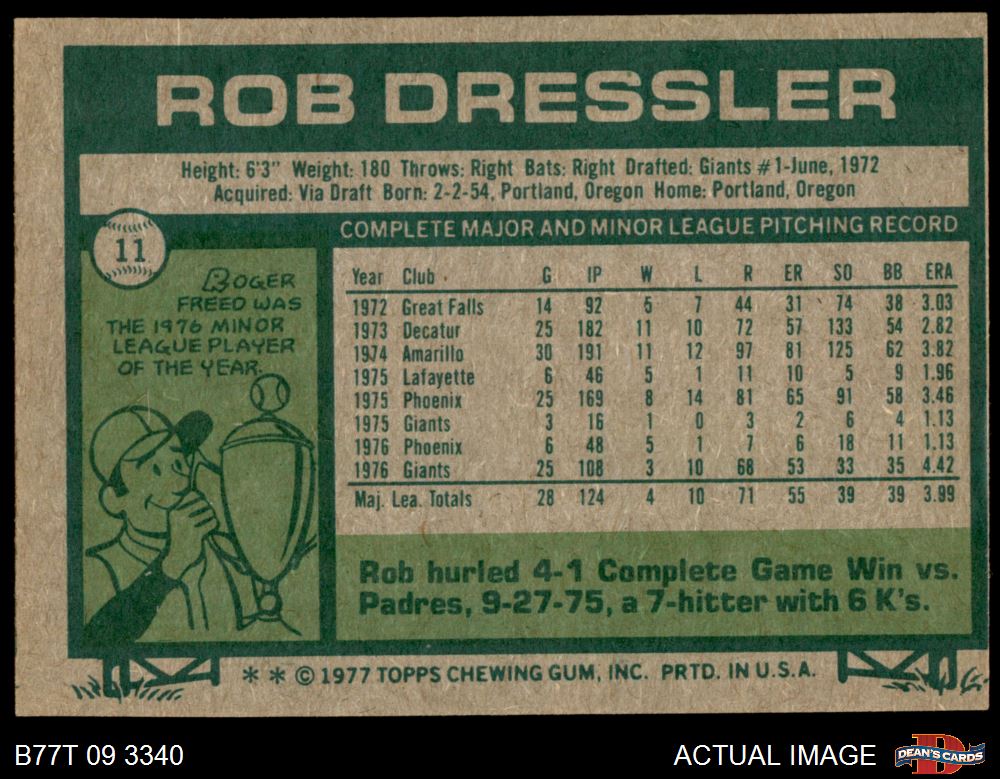 ROB DRESSLER
Height: 6'3" Weight: 180 Throws: Right Bats: Right Drafted: Giants #1-June, 1972
Acquired: Via Draft Born: 2-2-54, Portland, Oregon Home: Portland, Oregon
11
COMPLETE MAJOR AND MINOR LEAGUE PITCHING RECORD
ROGER
FREED WAS
THE 1976 MINOR
LEAGUE PLAYER
OF THE YEAR.
Year Club G IP W L R ER SO BB ERA
1972 Great Falls 14 92 5 7 44 31 74 38 3.03
1973 Decatur 25 182 11 10 72 57 133 54 2.82
1974 Amarillo 30 191 11 12 97 81 125 62 3.82
1975 Lafayette 6 46 5 1 11 10 5 9 1.96
1975 Phoenix 25 169 8 14 81 65 91 58 3.46
1975 Giants 3 16 1 0 3 2 6 4 1.13
1976 Phoenix 6 48 5 1 7 6 18 11 1.13
1976 Giants 25 108 3 10 68 53 33 35 4.42
Maj. Lea. Totals 28 124 4 10 71 55 39 39 3.99
Rob hurled 4-1 Complete Game Win vs.
Padres, 9-27-75, a 7-hitter with 6 K's.
* * © 1977 TOPPS CHEWING GUM, INC. PRTD. IN U.S.A.
B77T 09 3340
ACTUAL IMAGE
D
DEAN'S CARDS